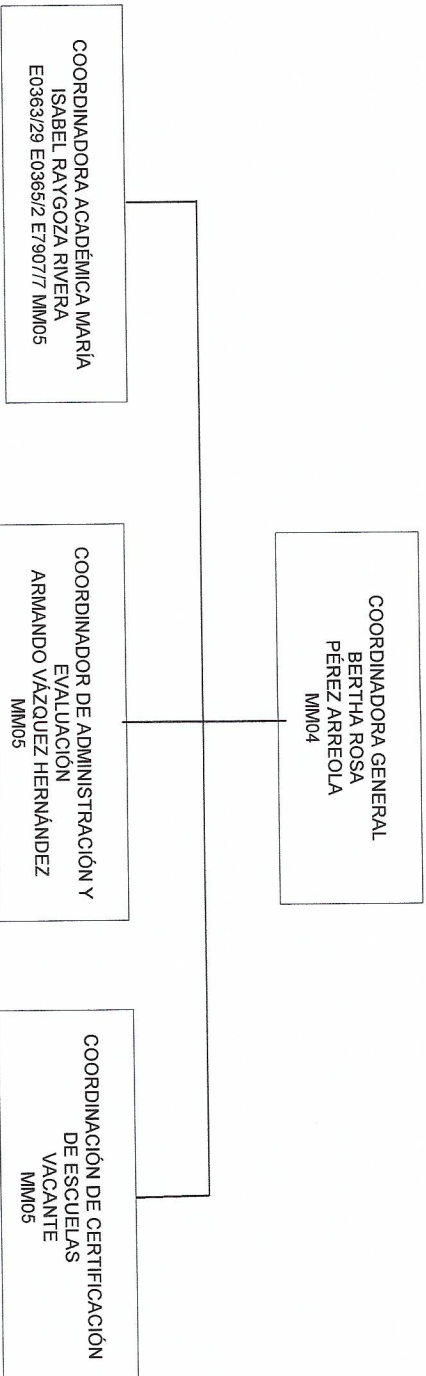 COORDINADORA GENERAL
BERTHA ROSA
PÉREZ ARREOLA
MM04
COORDINADORA ACADÉMICA MARÍA
ISABEL RAYGOZA RIVERA
E0363/29 E0365/2 E7907/7 MM05
COORDINADOR DE ADMINISTRACIÓN Y
EVALUACIÓN
ARMANDO VÁZQUEZ HERNÁNDEZ
MM05
COORDINACIÓN DE CERTIFICACIÓN
DE ESCUELAS
VACANTE
MM05